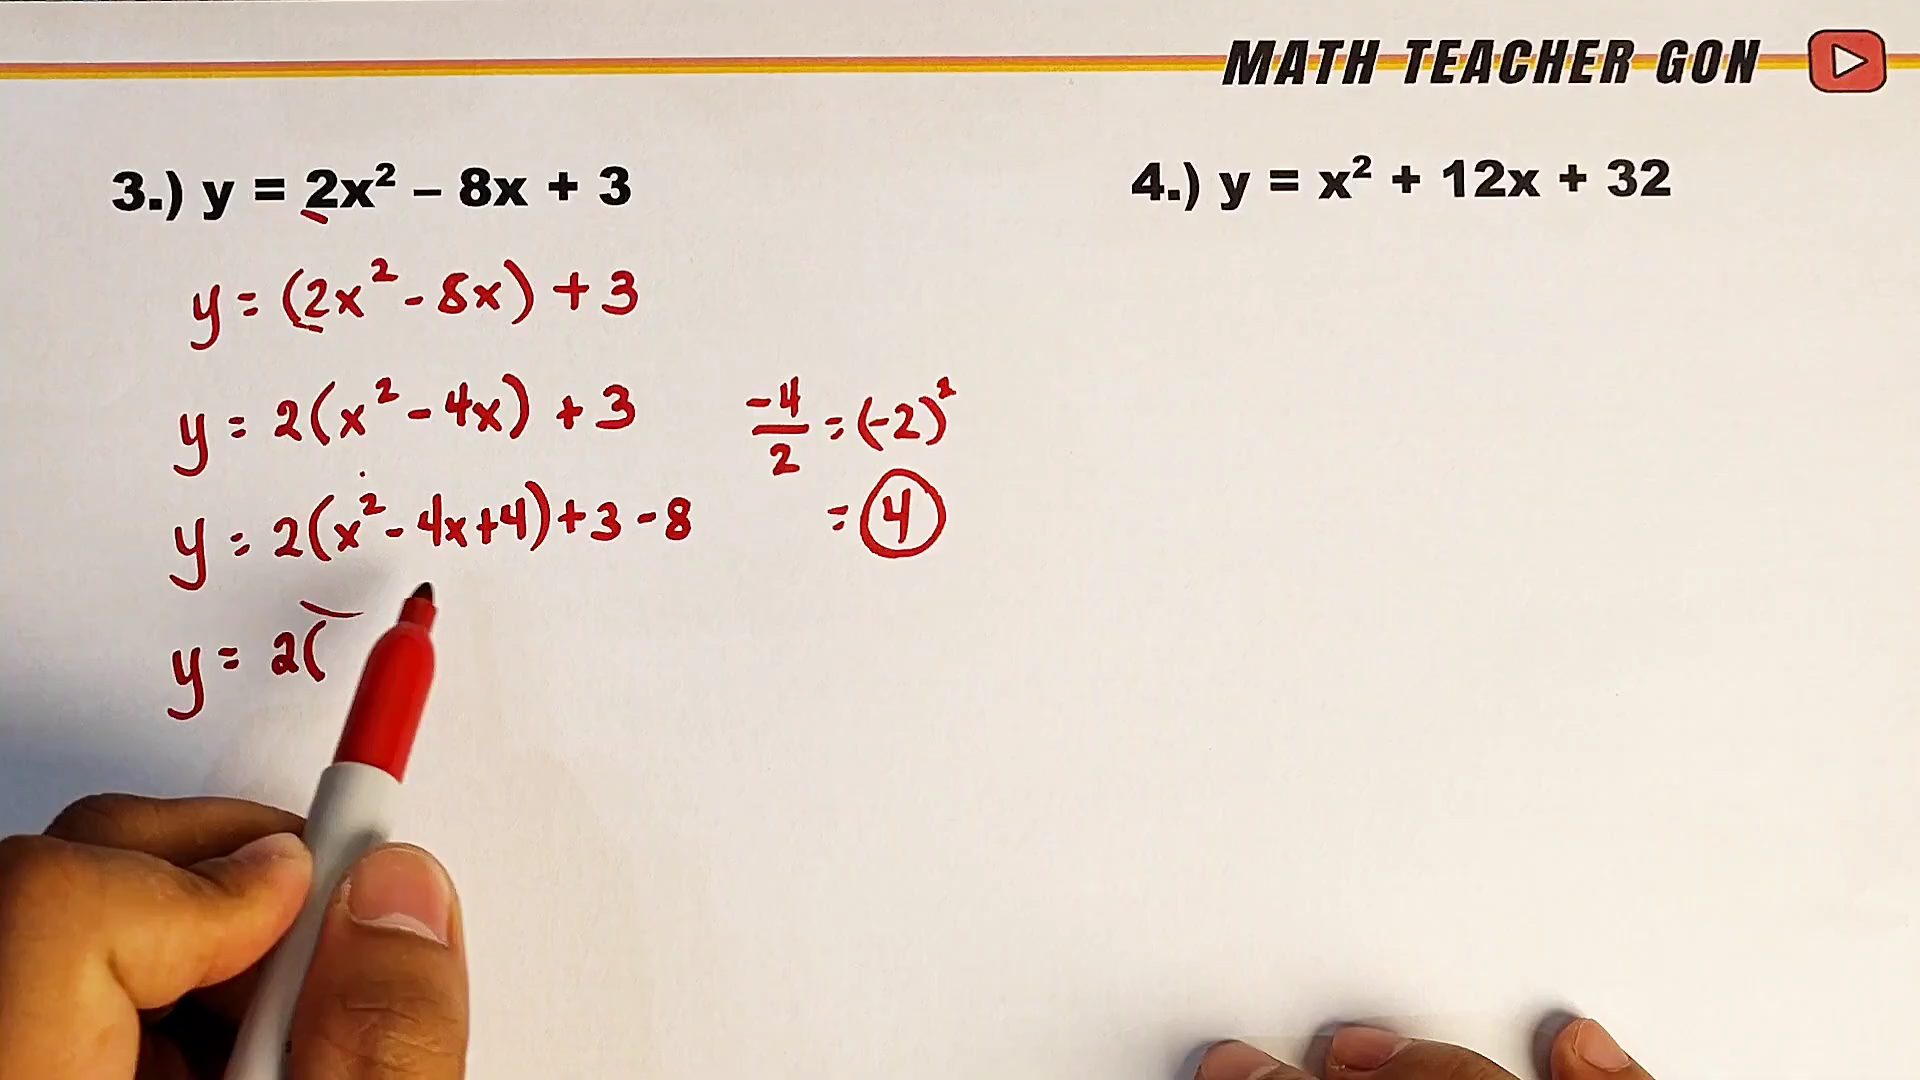 MATH TEACHER GON
3.) y = 2x² – 8x + 3
y = (2x² - 8x) + 3
y = 2(x² - 4x) + 3
y = 2(x² - 4x + 4) + 3 - 8
y = 2(
-4/2 = (-2)²
= 4
4.) y = x² + 12x + 32